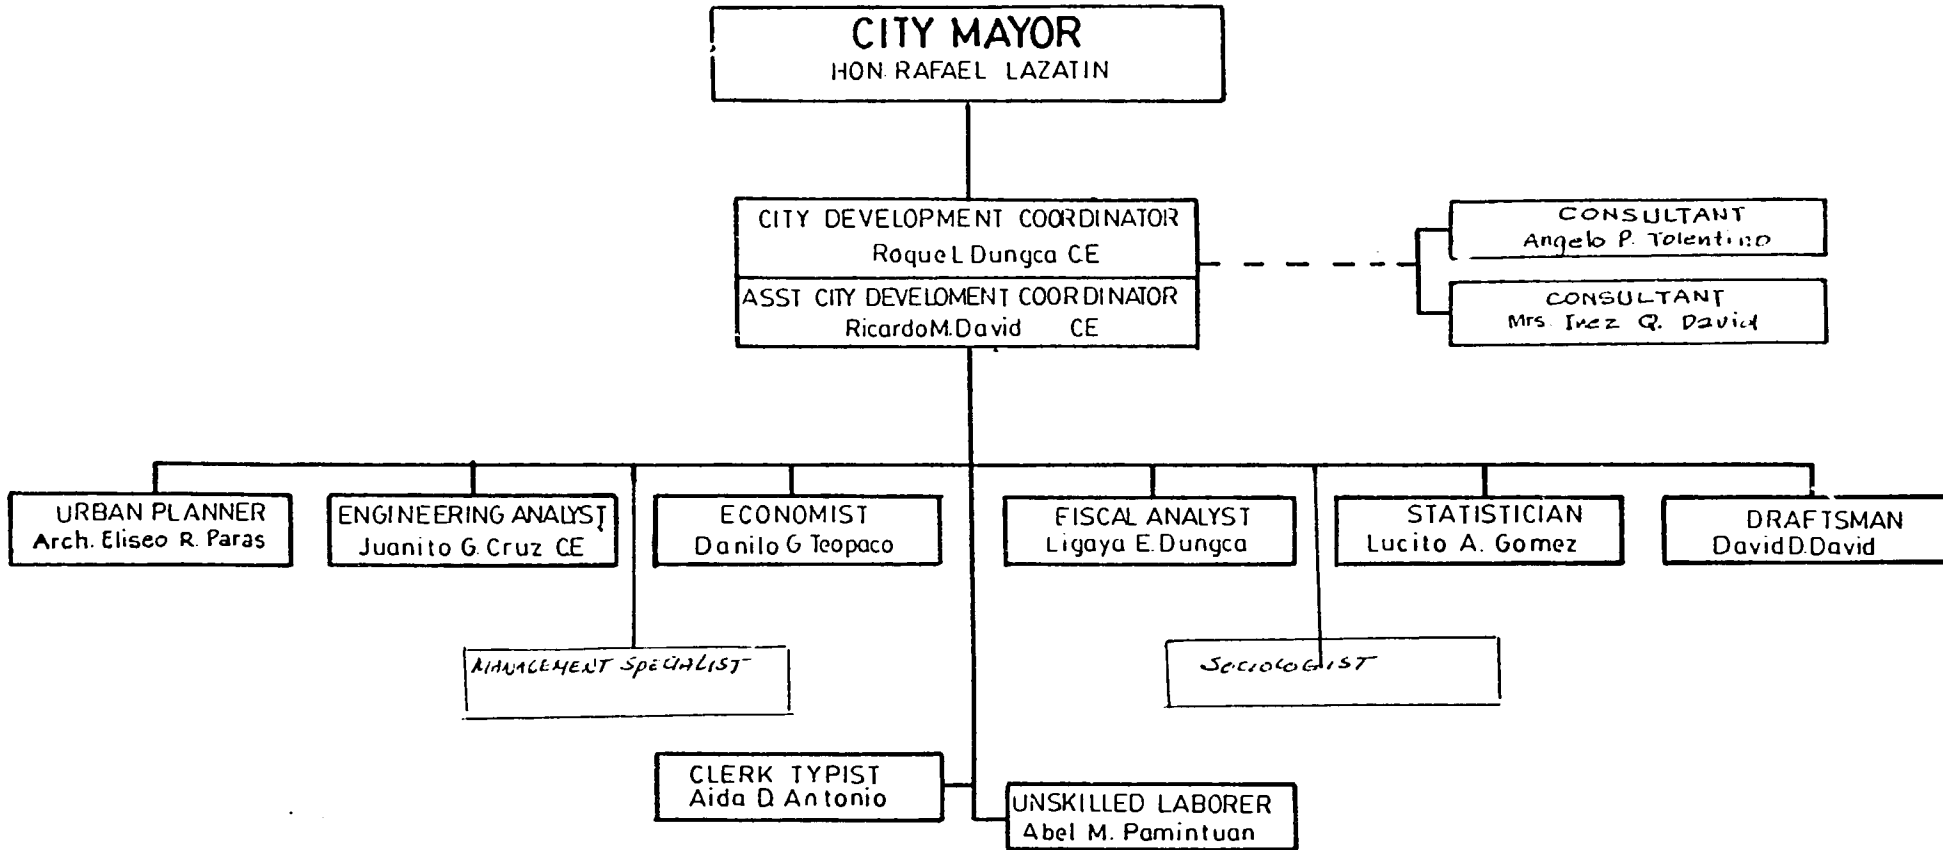 CITY MAYOR
HON. RAFAEL LAZATIN
CITY DEVELOPMENT COORDINATOR
Roque L Dungca CE
ASST CITY DEVELOMENT COORDINATOR
Ricardo M. David CE
CONSULTANT
Angelo P. Tolentino
CONSULTANT
Mrs. Inez Q. David
URBAN PLANNER
Arch. Eliseo R. Paras
ENGINEERING ANALYST
Juanito G. Cruz CE
ECONOMIST
Danilo G Teopaco
FISCAL ANALYST
Ligaya E. Dungca
STATISTICIAN
Lucito A. Gomez
DRAFTSMAN
David D. David
MANAGEMENT SPECIALIST
SOCIOLOGIST
CLERK TYPIST
Aida D. Antonio
UNSKILLED LABORER
Abel M. Pamintuan